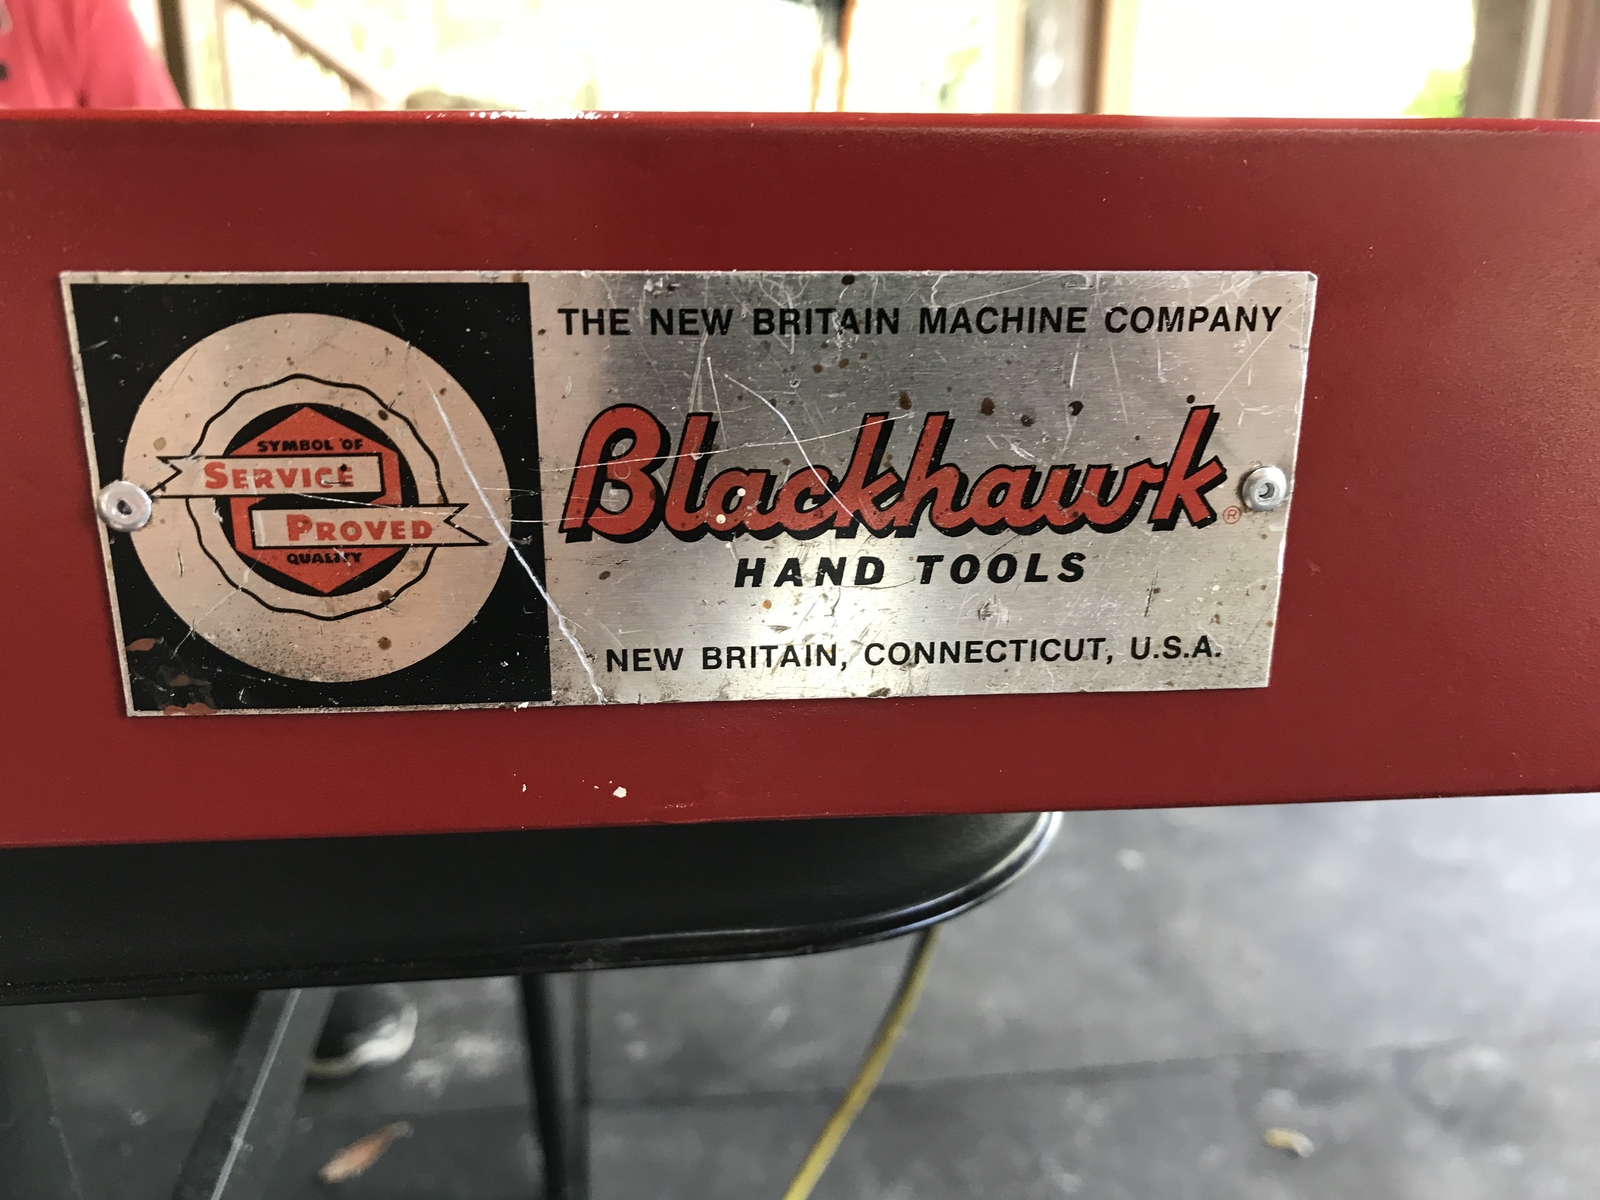 SYMBOL OF
SERVICE
PROVED
QUALITY
THE NEW BRITAIN MACHINE COMPANY
Blackhawk®
HAND TOOLS
NEW BRITAIN, CONNECTICUT, U.S.A.